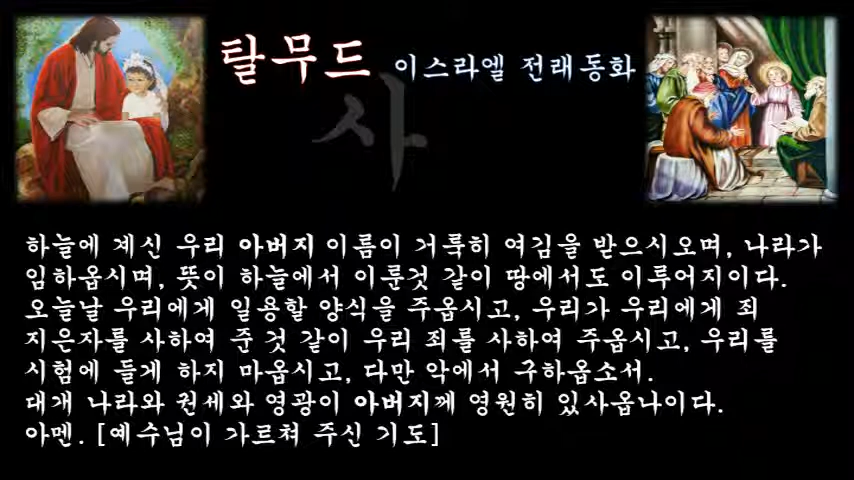 탈무드 이스라엘 전래동화
사
하늘에 계신 우리 아버지 이름이 거룩히 여김을 받으시오며, 나라가
임하옵시며, 뜻이 하늘에서 이룬것 같이 땅에서도 이루어지이다.
오늘날 우리에게 일용할 양식을 주옵시고, 우리가 우리에게 죄
지은자를 사하여 준 것 같이 우리 죄를 사하여 주옵시고, 우리를
시험에 들게 하지 마옵시고, 다만 악에서 구하옵소서.
대개 나라와 권세와 영광이 아버지께 영원히 있사옵나이다.
아멘. [예수님이 가르쳐 주신 기도]